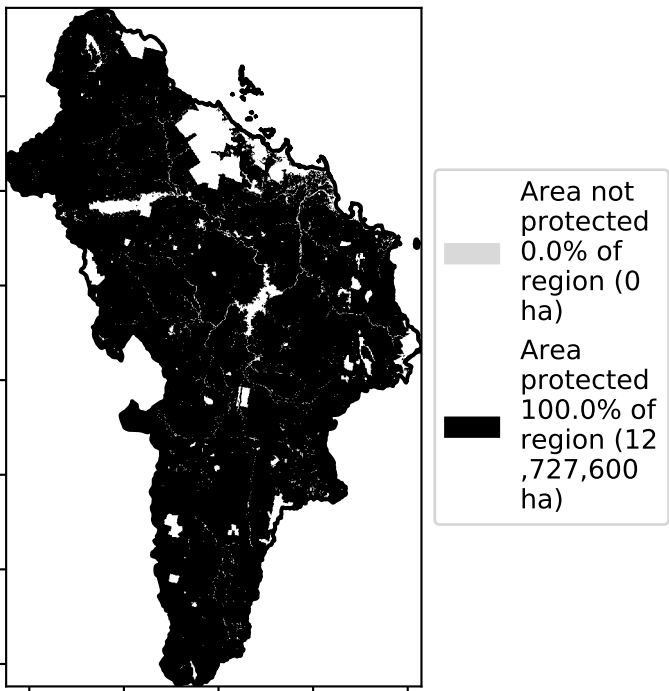 Area not
protected
0.0% of
region (0
ha)
Area
protected
100.0% of
region (12
,727,600
ha)